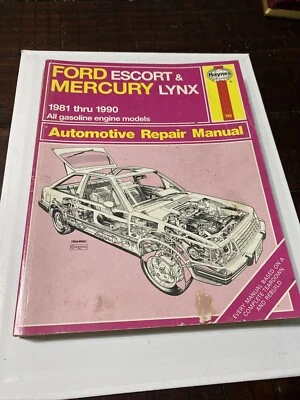 FORD ESCORT &
MERCURY LYNX
Haynes
1981 thru 1990
All gasoline engine models
Automotive Repair Manual
EVERY MANUAL BASED ON A
COMPLETE TEARDOWN
AND REBUILD